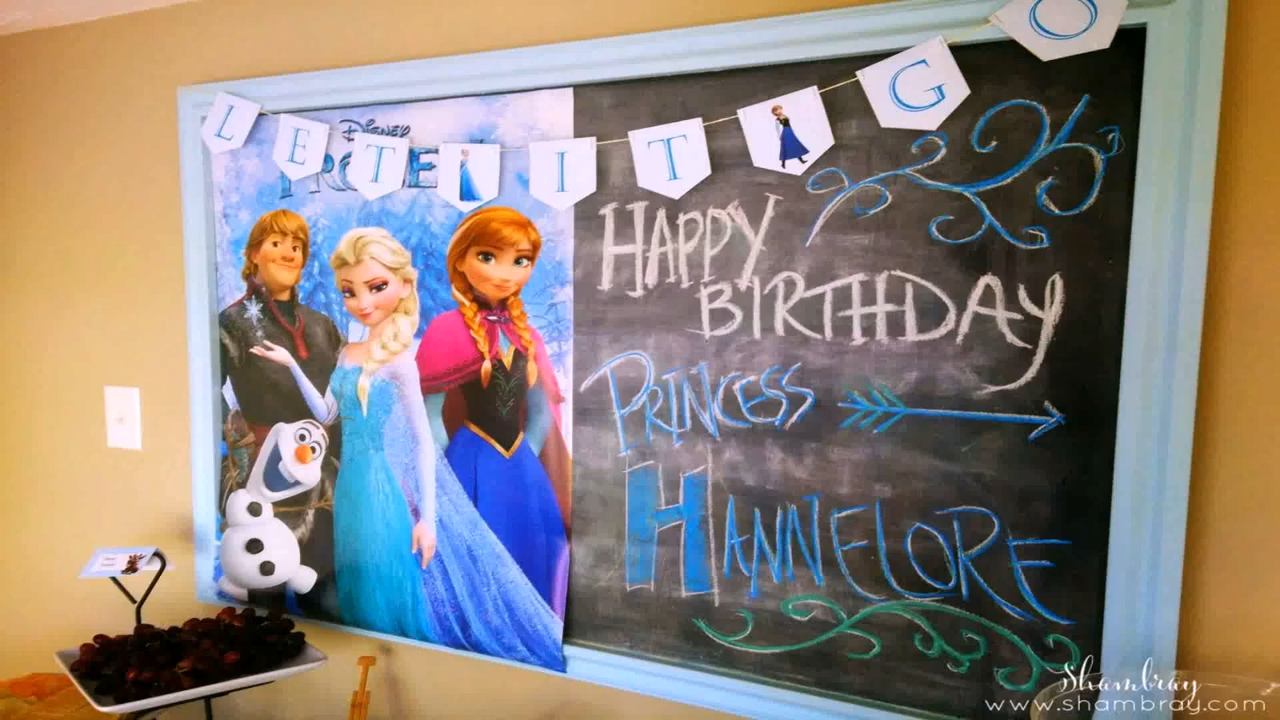 LET IT GO
DISNEY
FROZEN
HAPPY
BIRTHDAY
PRINCESS
HANNELORE
Shambray
www.shambray.com